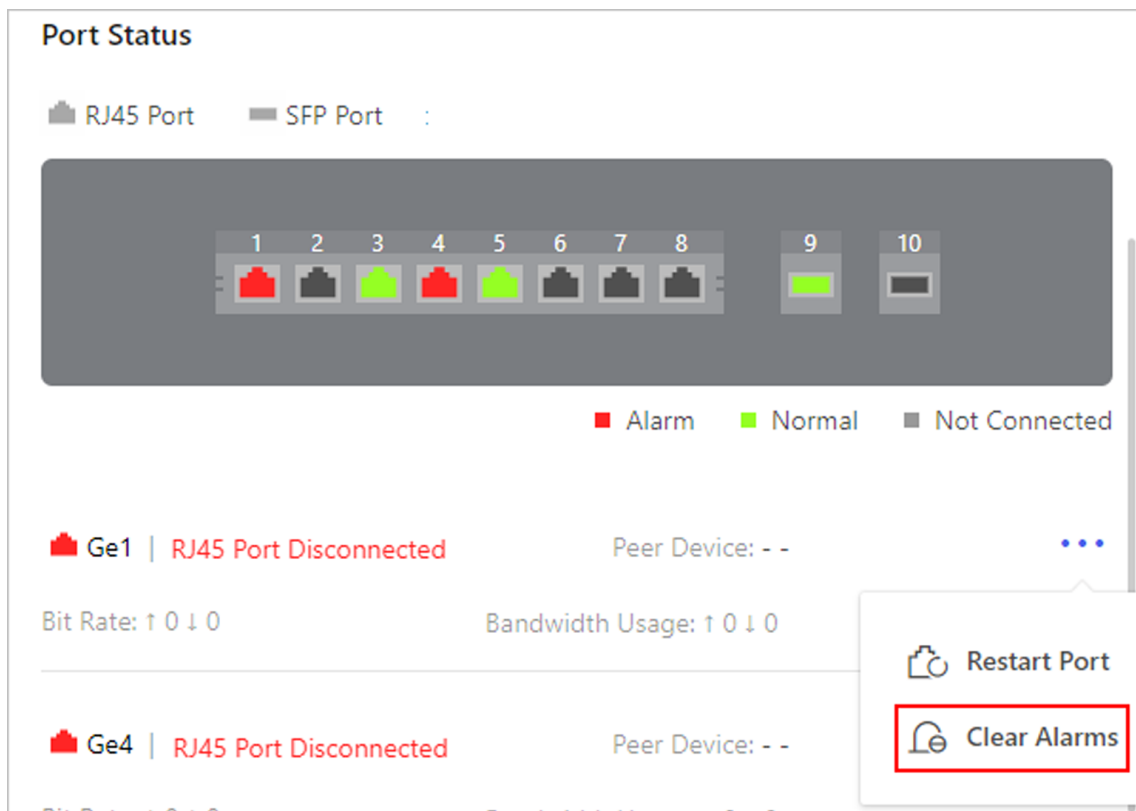 Port Status
RJ45 Port SFP Port :
1 2 3 4 5 6 7 8 9 10
Alarm Normal Not Connected
Ge1 | RJ45 Port Disconnected Peer Device: - - •••
Bit Rate: ↑ 0 ↓ 0 Bandwidth Usage: ↑ 0 ↓ 0
Restart Port
Clear Alarms
Ge4 | RJ45 Port Disconnected Peer Device: - -